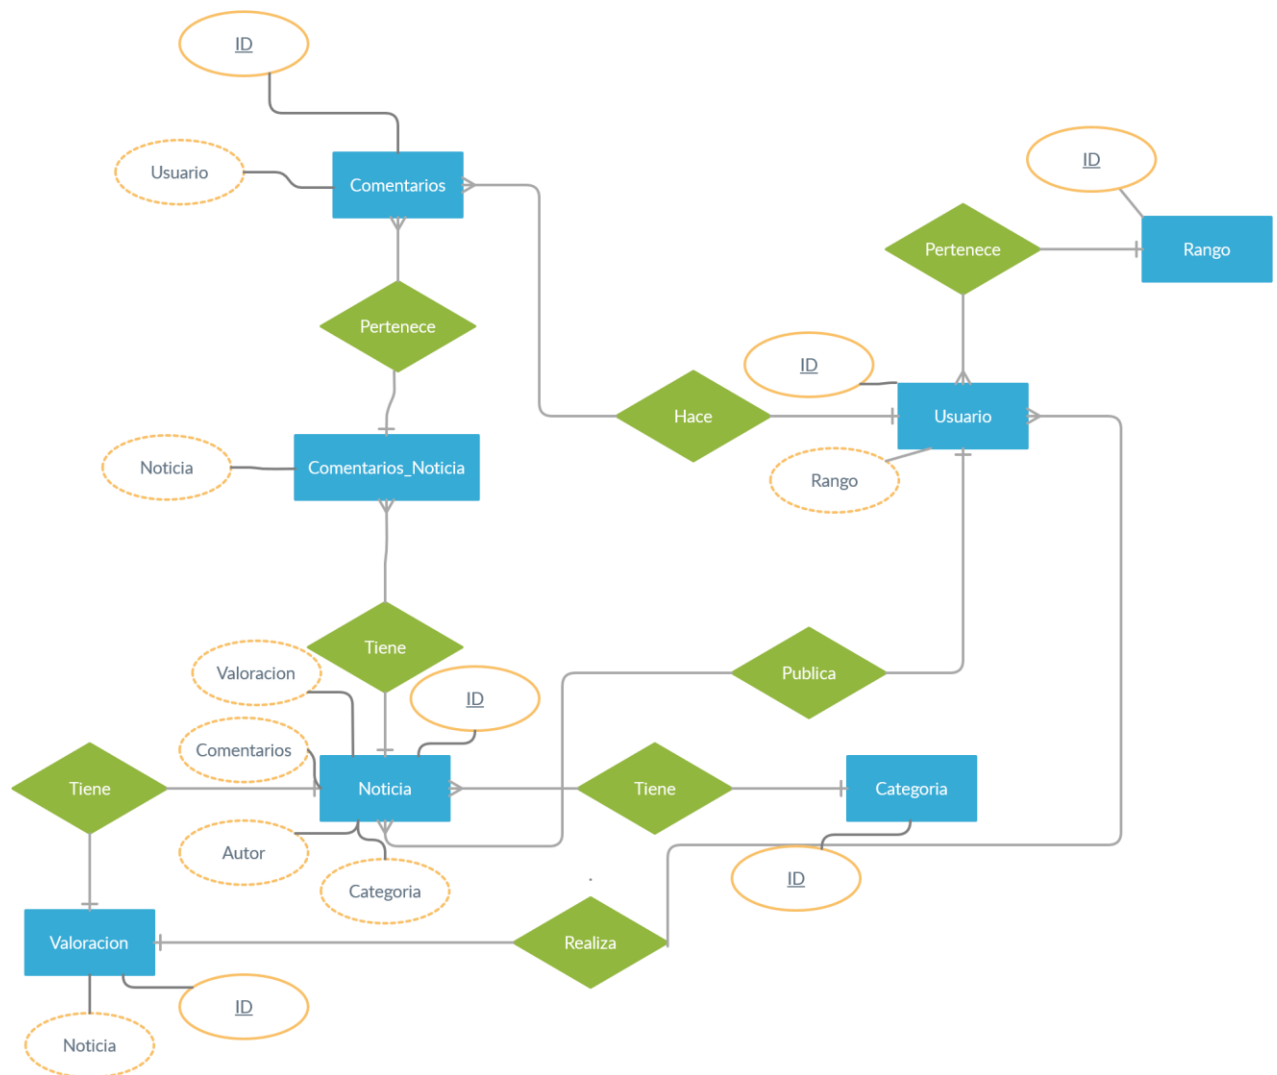 ID
Usuario
Comentarios
ID
Pertenece
Rango
Pertenece
ID
Hace
Usuario
Noticia
Comentarios_Noticia
Rango
Tiene
Valoracion
Publica
ID
Comentarios
Tiene
Noticia
Tiene
Categoria
Autor
Categoria
ID
Valoracion
Realiza
ID
Noticia